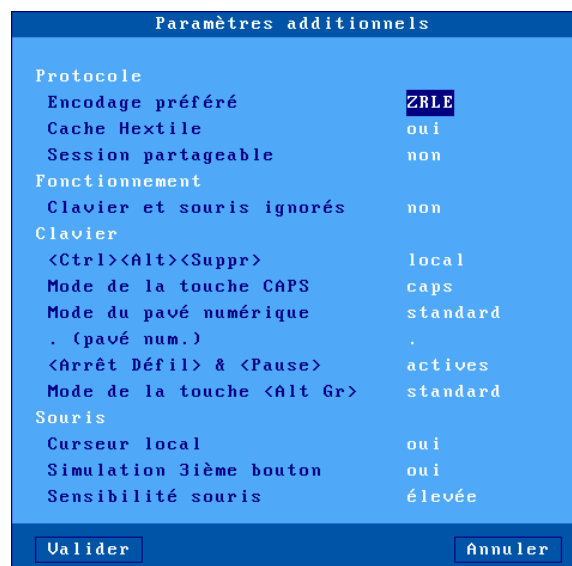 Paramètres additionnels
Protocole
Encodage préféré ZRLE
Cache Hextile oui
Session partageable non
Fonctionnement
Clavier et souris ignorés non
Clavier
<Ctrl><Alt><Suppr> local
Mode de la touche CAPS caps
Mode du pavé numérique standard
. (pavé num.) .
<Arrêt Défil> & <Pause> actives
Mode de la touche <Alt Gr> standard
Souris
Curseur local oui
Simulation 3ième bouton oui
Sensibilité souris élevée
Valider Annuler